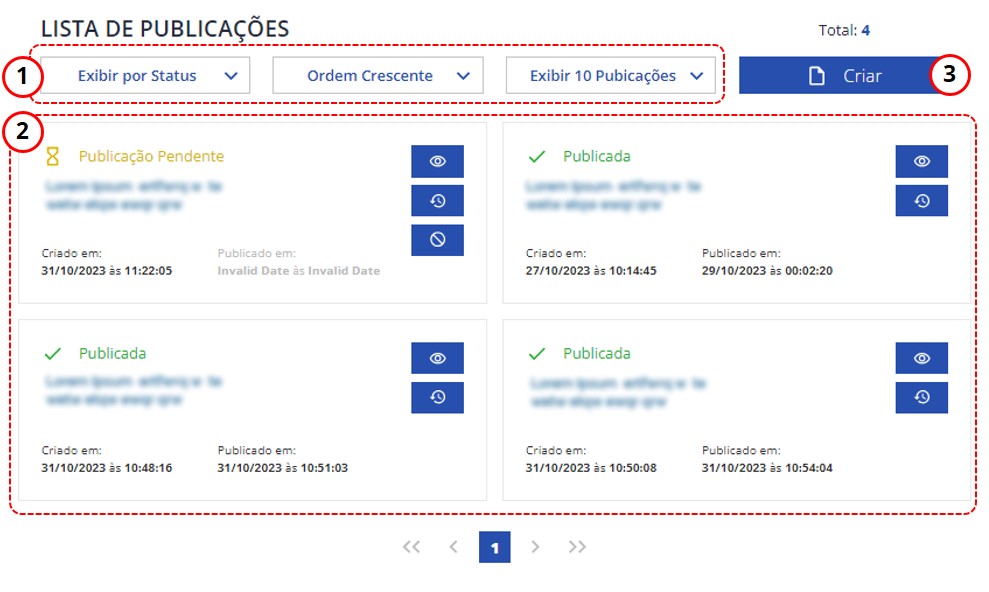 LISTA DE PUBLICAÇÕES
Total: 4
1
Exibir por Status
Ordem Crescente
Exibir 10 Pubicações
Criar
3
2
Publicação Pendente
Criado em:
31/10/2023 às 11:22:05
Publicado em:
Invalid Date às Invalid Date
Publicada
Criado em:
27/10/2023 às 10:14:45
Publicado em:
29/10/2023 às 00:02:20
Publicada
Criado em:
31/10/2023 às 10:48:16
Publicado em:
31/10/2023 às 10:51:03
Publicada
Criado em:
31/10/2023 às 10:50:08
Publicado em:
31/10/2023 às 10:54:04
1